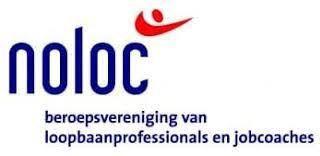 noloc
beroepsvereniging van
loopbaanprofessionals en jobcoaches